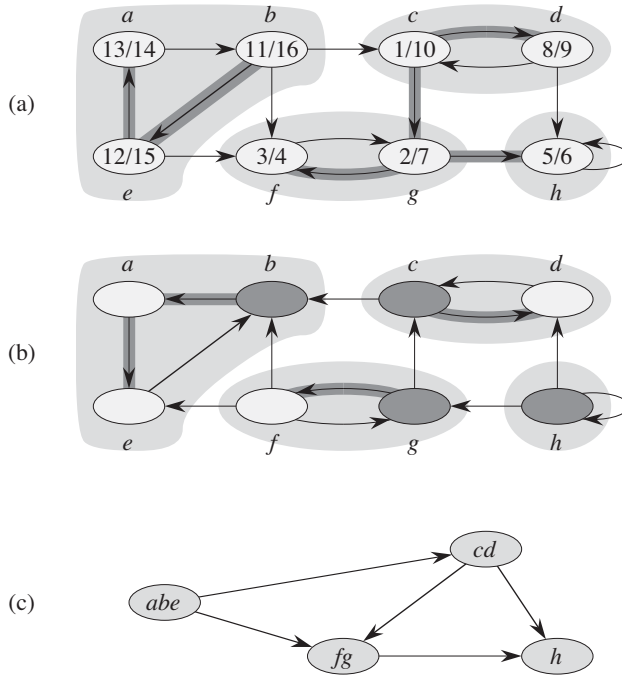 a b c d
(a) 13/14 11/16 1/10 8/9
12/15 3/4 2/7 5/6
e f g h
a b c d
(b)
e f g h
cd
(c) abe
fg h